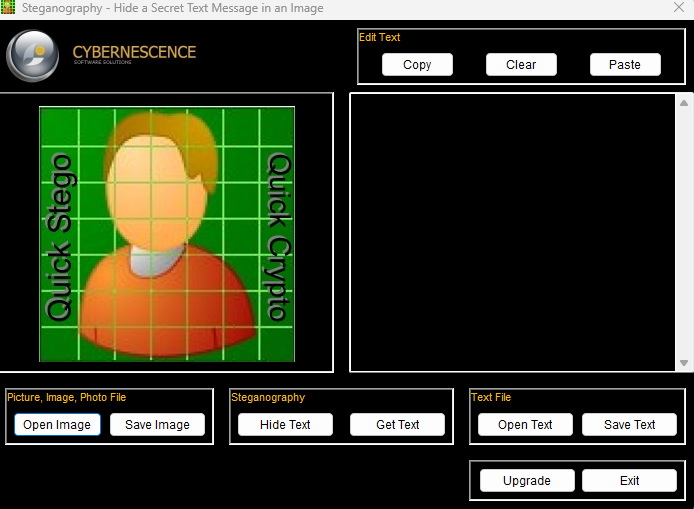 Steganography - Hide a Secret Text Message in an Image
CYBERNESCENCE
SOFTWARE SOLUTIONS
Edit Text
Copy
Clear
Paste
Quick Stego
Quick Crypto
Picture, Image, Photo File
Open Image
Save Image
Steganography
Hide Text
Get Text
Text File
Open Text
Save Text
Upgrade
Exit